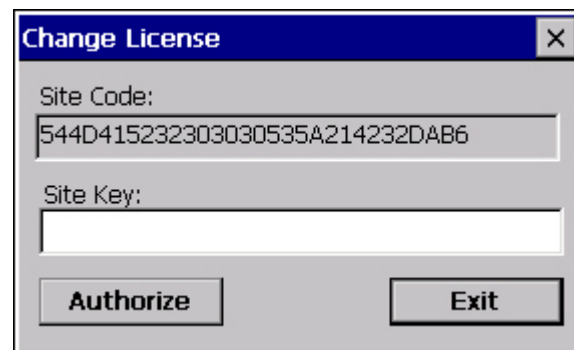 Change License
Site Code:
544D415232303030535A214232DAB6
Site Key:
Authorize Exit